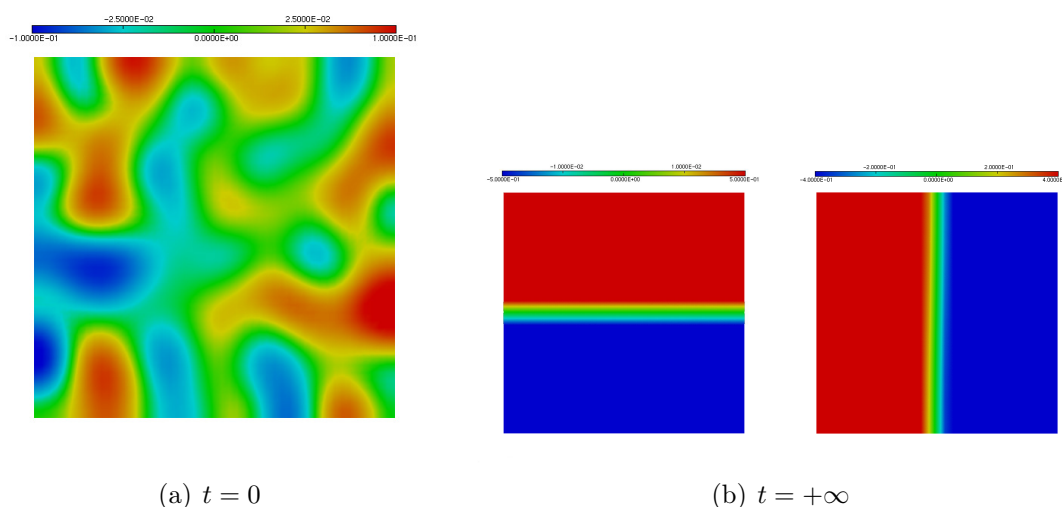 -2.5000E-02 2.5000E-02
-1.0000E-01 0.0000E+00 1.0000E-01
-1.0000E-02 1.0000E-02
-5.0000E-01 0.0000E+00 5.0000E-01
-2.0000E-01 2.0000E-01
-4.0000E-01 0.0000E+00 4.0000E
(a) t = 0
(b) t = +∞